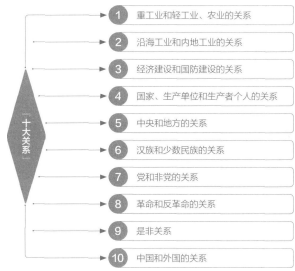 「十大关系」
1 重工业和轻工业、农业的关系
2 沿海工业和内地工业的关系
3 经济建设和国防建设的关系
4 国家、生产单位和生产者个人的关系
5 中央和地方的关系
6 汉族和少数民族的关系
7 党和非党的关系
8 革命和反革命的关系
9 是非关系
10 中国和外国的关系